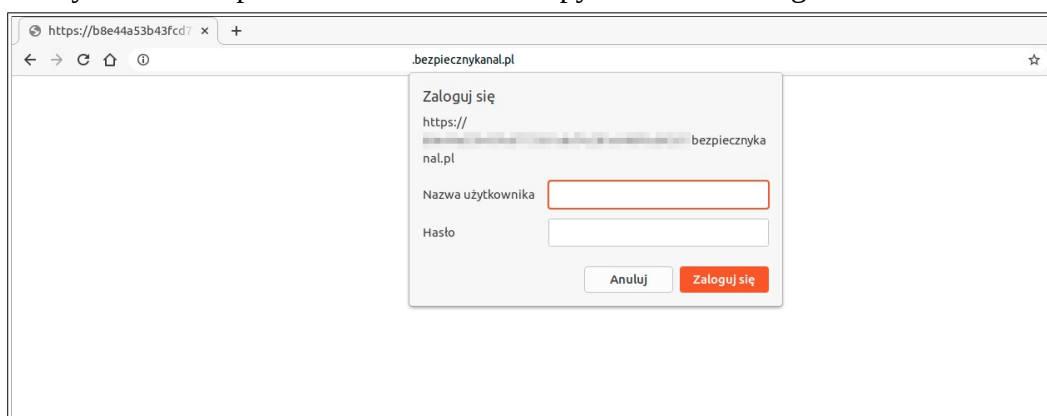 https://b8e44a53b43fcd7
.bezpiecznykanal.pl
Zaloguj się
https://
bezpiecznyka
nal.pl
Nazwa użytkownika
Hasło
Anuluj Zaloguj się